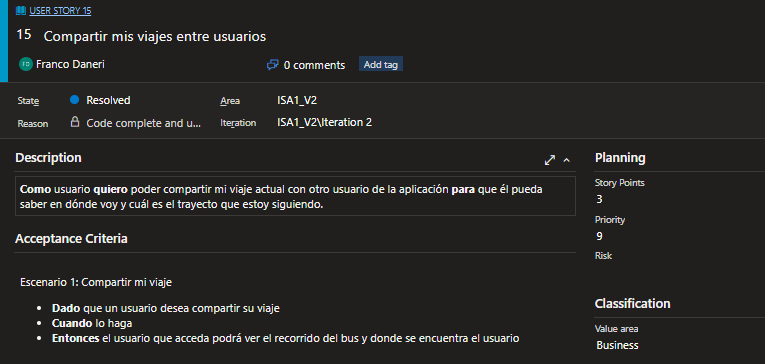 USER STORY 15
15 Compartir mis viajes entre usuarios
FD Franco Daneri 0 comments Add tag
State Resolved Area ISA1_V2
Reason Code complete and u... Iteration ISA1_V2\Iteration 2
Description
Como usuario quiero poder compartir mi viaje actual con otro usuario de la aplicación para que él pueda
saber en dónde voy y cuál es el trayecto que estoy siguiendo.
Acceptance Criteria
Escenario 1: Compartir mi viaje
• Dado que un usuario desea compartir su viaje
• Cuando lo haga
• Entonces el usuario que acceda podrá ver el recorrido del bus y donde se encuentra el usuario
Planning
Story Points
3
Priority
9
Risk
Classification
Value area
Business